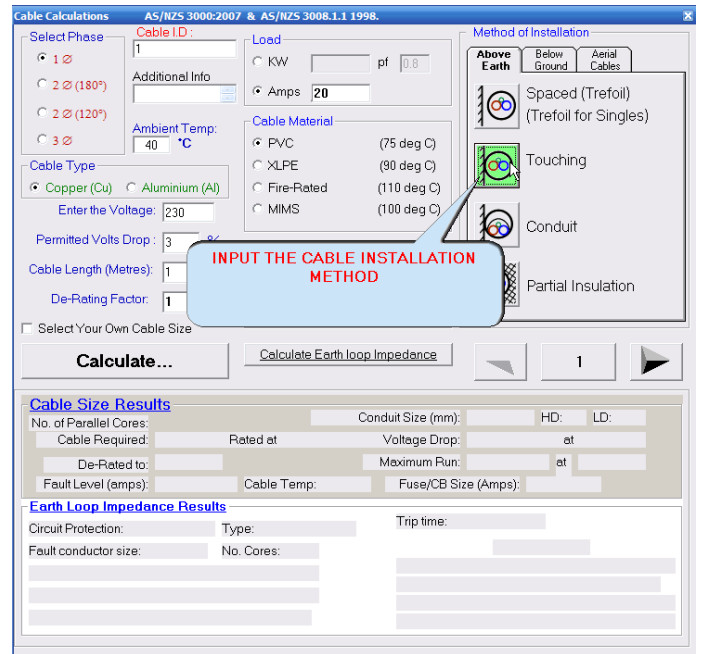 Cable Calculations AS/NZS 3000:2007 & AS/NZS 3008.1.1 1998.
Select Phase
1 Ø
2 Ø (180º)
2 Ø (120º)
3 Ø
Cable I.D :
1
Additional Info
Ambient Temp:
40 ºC
Load
KW pf 0.8
Amps 20
Cable Material
PVC (75 deg C)
XLPE (90 deg C)
Fire-Rated (110 deg C)
MIMS (100 deg C)
Cable Type
Copper (Cu) Aluminium (Al)
Enter the Voltage: 230
Permitted Volts Drop : 3 %
Cable Length (Metres): 1
De-Rating Factor: 1
Select Your Own Cable Size
Method of Installation
Above Earth
Below Ground
Aerial Cables
Spaced (Trefoil)
(Trefoil for Singles)
Touching
Conduit
Partial Insulation
INPUT THE CABLE INSTALLATION
METHOD
Calculate...
Calculate Earth loop Impedance
1
Cable Size Results
No. of Parallel Cores: Conduit Size (mm): HD: LD:
Cable Required: Rated at Voltage Drop: at
De-Rated to: Maximum Run: at
Fault Level (amps): Cable Temp: Fuse/CB Size (Amps):
Earth Loop Impedance Results
Circuit Protection: Type: Trip time:
Fault conductor size: No. Cores: